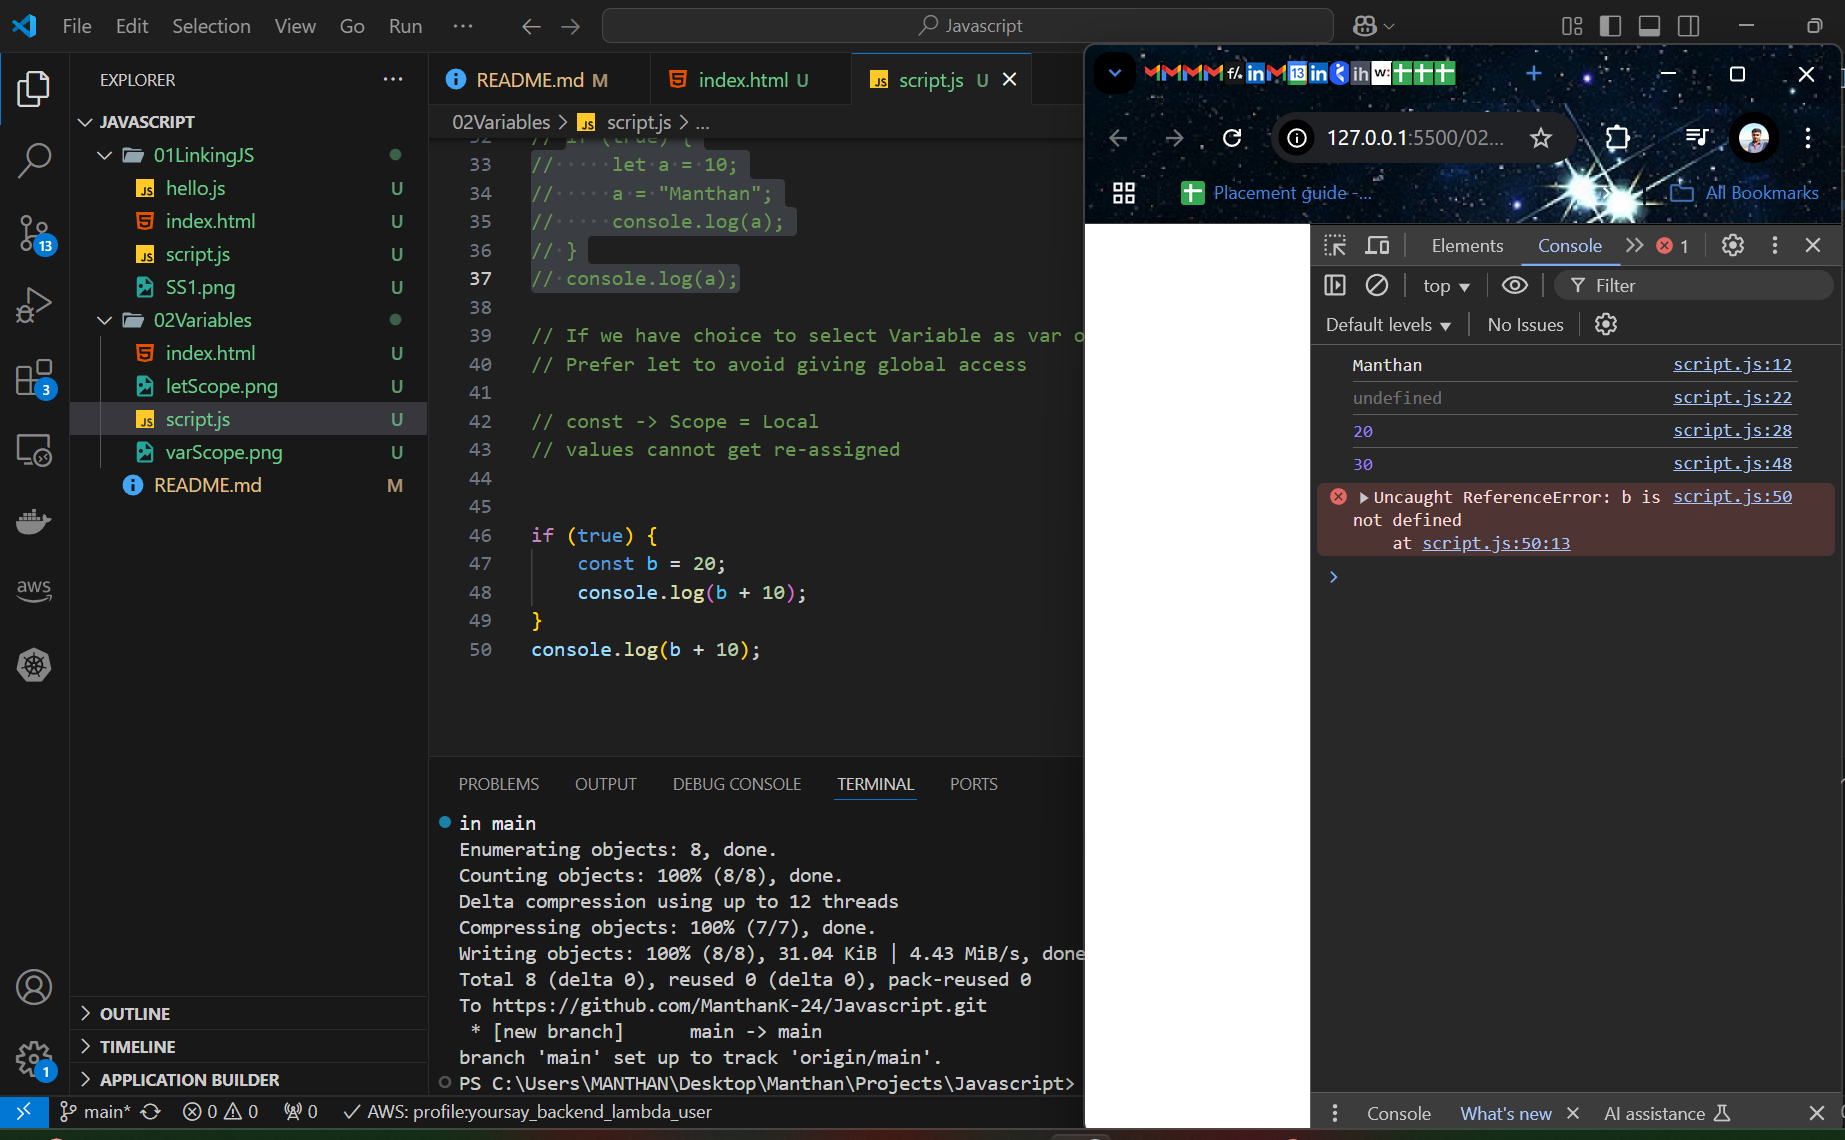 File Edit Selection View Go Run ··· Javascript
EXPLORER ···
JAVASCRIPT
01LinkingJS
hello.js U
index.html U
script.js U
SS1.png U
02Variables
index.html U
letScope.png U
script.js U
varScope.png U
README.md M
OUTLINE
TIMELINE
APPLICATION BUILDER
13
3
aws
1
README.md M index.html U script.js U
02Variables > script.js > ...
32 // if (true) {
33 // let a = 10;
34 // a = "Manthan";
35 // console.log(a);
36 // }
37 // console.log(a);
38
39 // If we have choice to select Variable as var o
40 // Prefer let to avoid giving global access
41
42 // const -> Scope = Local
43 // values cannot get re-assigned
44
45
46 if (true) {
47 const b = 20;
48 console.log(b + 10);
49 }
50 console.log(b + 10);
PROBLEMS OUTPUT DEBUG CONSOLE TERMINAL PORTS
in main
Enumerating objects: 8, done.
Counting objects: 100% (8/8), done.
Delta compression using up to 12 threads
Compressing objects: 100% (7/7), done.
Writing objects: 100% (8/8), 31.04 KiB | 4.43 MiB/s, done
Total 8 (delta 0), reused 0 (delta 0), pack-reused 0
To https://github.com/ManthanK-24/Javascript.git
* [new branch] main -> main
branch 'main' set up to track 'origin/main'.
PS C:\Users\MANTHAN\Desktop\Manthan\Projects\Javascript>
main* 0 0 0 AWS: profile:yoursay_backend_lambda_user
127.0.0.1:5500/02...
Placement guide -... All Bookmarks
Elements Console 1
top Filter
Default levels No Issues
Manthan script.js:12
undefined script.js:22
20 script.js:28
30 script.js:48
Uncaught ReferenceError: b is script.js:50
not defined
at script.js:50:13
Console What's new AI assistance